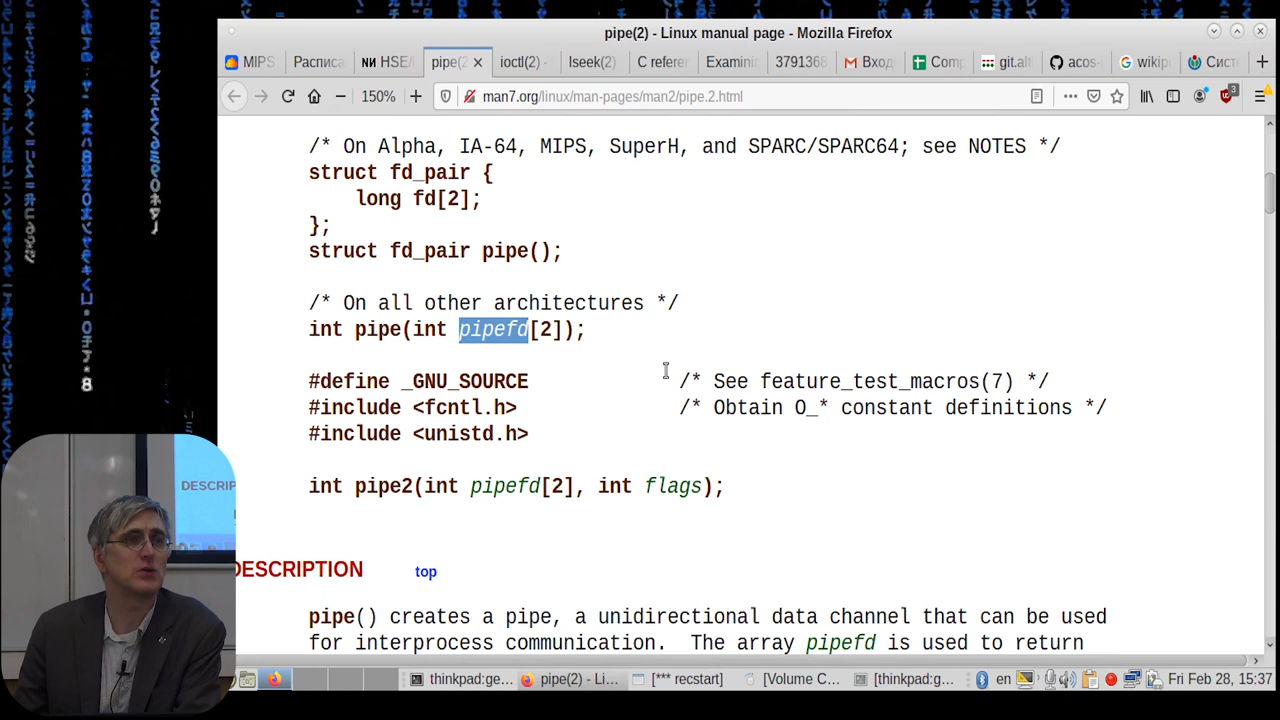 pipe(2) - Linux manual page - Mozilla Firefox
MIPS
Расписа
NИ HSE/
pipe(2
ioctl(2) -
lseek(2)
C referen
Examinin
3791368
Вход
Comp
git.alt
acos-
wikipe
Сист
150%
man7.org/linux/man-pages/man2/pipe.2.html
3
/* On Alpha, IA-64, MIPS, SuperH, and SPARC/SPARC64; see NOTES */
struct fd_pair {
long fd[2];
};
struct fd_pair pipe();
/* On all other architectures */
int pipe(int pipefd[2]);
#define _GNU_SOURCE /* See feature_test_macros(7) */
#include <fcntl.h> /* Obtain O_* constant definitions */
#include <unistd.h>
int pipe2(int pipefd[2], int flags);
DESCRIP
DESCRIPTION top
pipe() creates a pipe, a unidirectional data channel that can be used
for interprocess communication. The array pipefd is used to return
thinkpad:ge...
pipe(2) - Li...
[*** recstart]
[Volume C...
[thinkpad:g...
en
Fri Feb 28, 15:37